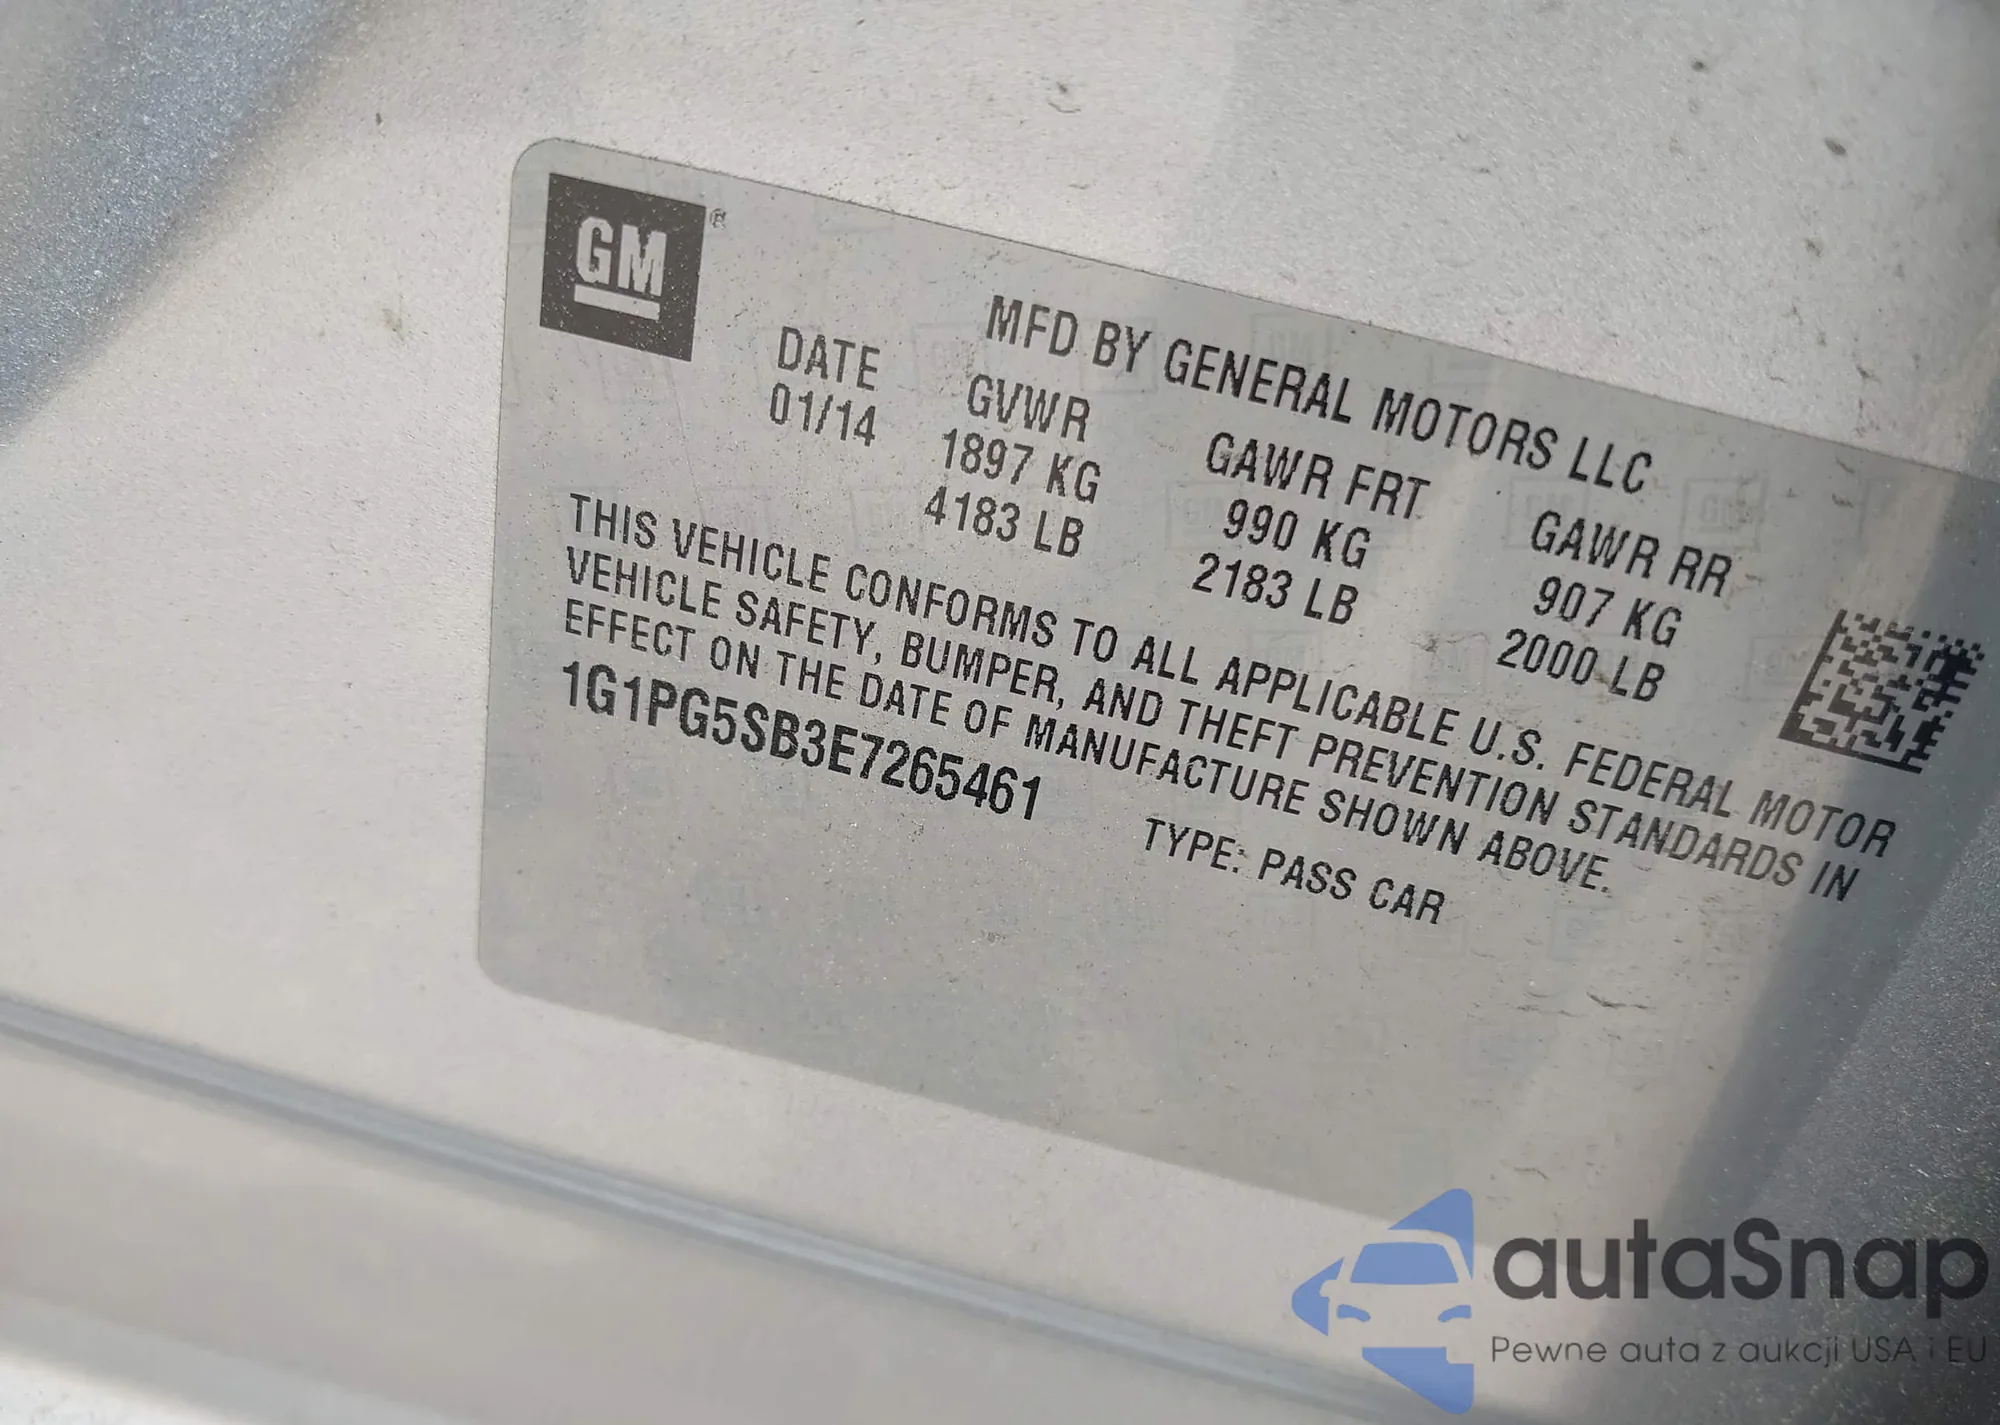 GM®
MFD BY GENERAL MOTORS LLC
DATE GVWR GAWR FRT GAWR RR
01/14 1897 KG 990 KG 907 KG
4183 LB 2183 LB 2000 LB
THIS VEHICLE CONFORMS TO ALL APPLICABLE U.S. FEDERAL MOTOR
VEHICLE SAFETY, BUMPER, AND THEFT PREVENTION STANDARDS IN
EFFECT ON THE DATE OF MANUFACTURE SHOWN ABOVE.
1G1PG5SB3E7265461 TYPE: PASS CAR
autaSnap
Pewne auta z aukcji USA i EU